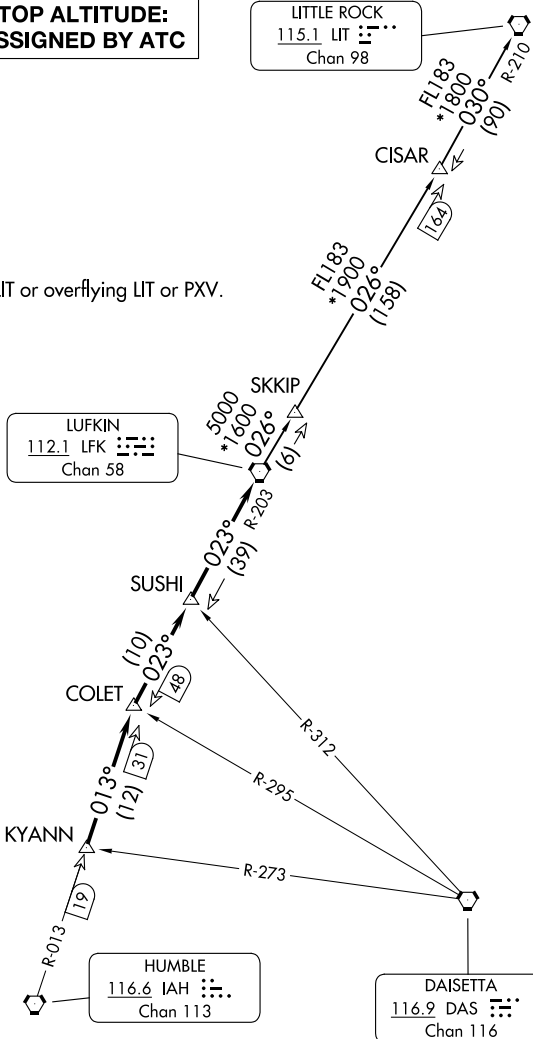 TOP ALTITUDE:
SSIGNED BY ATC
LITTLE ROCK
115.1 LIT
Chan 98
R-210
FL183
*1800
030°
(90)
CISAR
164
FL183
*1900
026°
(158)
LIT or overflying LIT or PXV.
SKKIP
5000
*1600
026°
(6)
LUFKIN
112.1 LFK
Chan 58
R-203
023°
(39)
SUSHI
(10)
023°
48
COLET
R-312
R-295
31
013°
(12)
KYANN
R-273
19
R-013
HUMBLE
116.6 IAH
Chan 113
DAISETTA
116.9 DAS
Chan 116